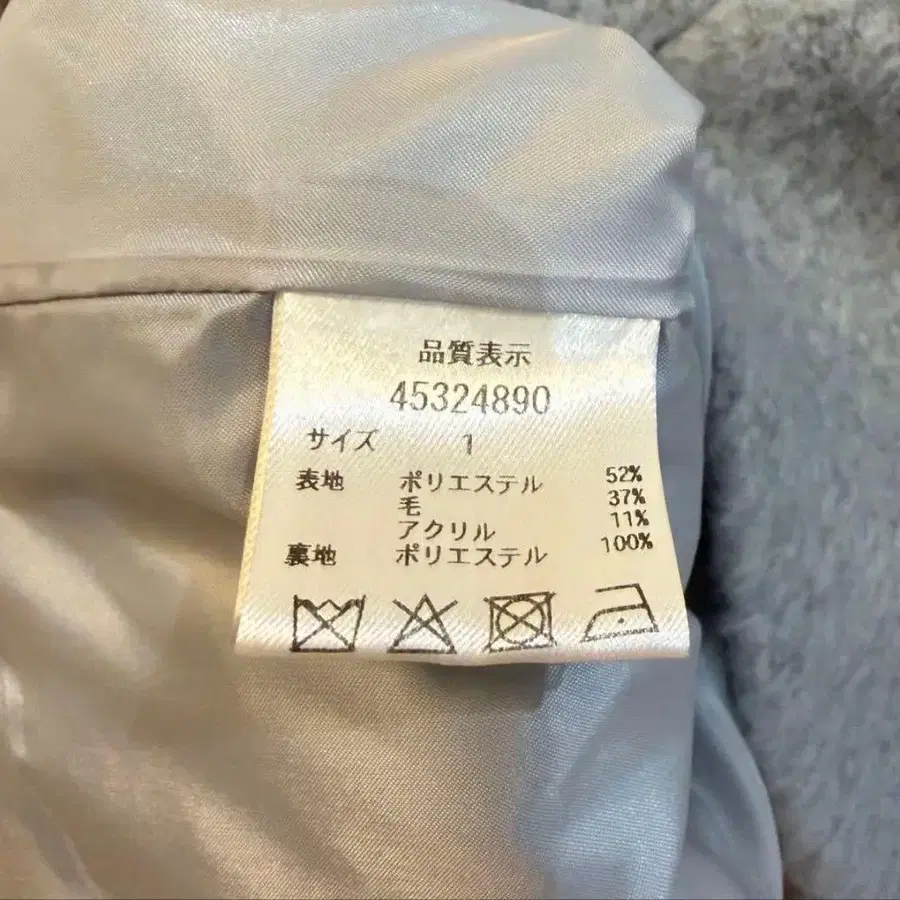 品質表示
45324890
サイズ 1
表地 ポリエステル 52%
毛 37%
アクリル 11%
裏地 ポリエステル 100%